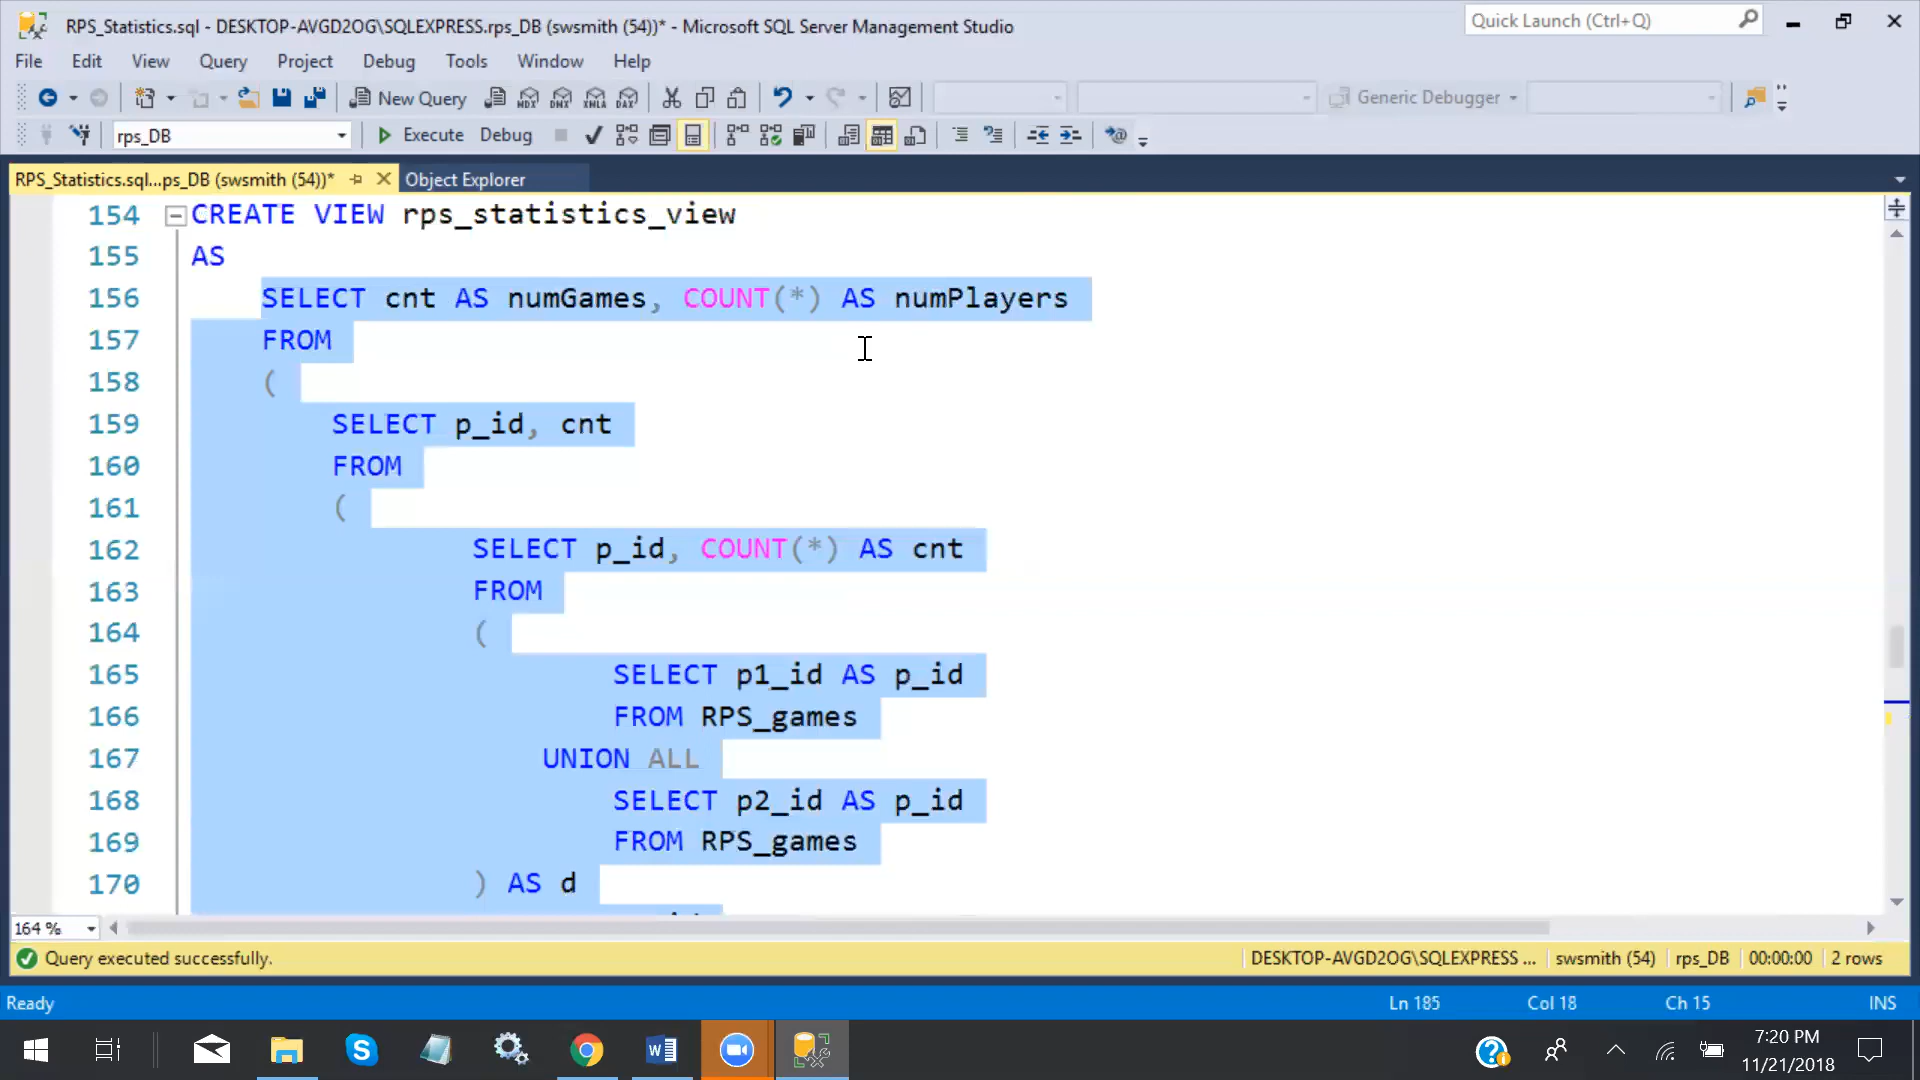 RPS_Statistics.sql - DESKTOP-AVGD2OG\SQLEXPRESS.rps_DB (swsmith (54))* - Microsoft SQL Server Management Studio
Quick Launch (Ctrl+Q)
File Edit View Query Project Debug Tools Window Help
New Query MDX DMX XMLA DAX Generic Debugger
rps_DB Execute Debug
RPS_Statistics.sql...ps_DB (swsmith (54))* Object Explorer
154 CREATE VIEW rps_statistics_view
155 AS
156 SELECT cnt AS numGames, COUNT(*) AS numPlayers
157 FROM
158 (
159 SELECT p_id, cnt
160 FROM
161 (
162 SELECT p_id, COUNT(*) AS cnt
163 FROM
164 (
165 SELECT p1_id AS p_id
166 FROM RPS_games
167 UNION ALL
168 SELECT p2_id AS p_id
169 FROM RPS_games
170 ) AS d
164 %
Query executed successfully. DESKTOP-AVGD2OG\SQLEXPRESS ... swsmith (54) rps_DB 00:00:00 2 rows
Ready Ln 185 Col 18 Ch 15 INS
7:20 PM
11/21/2018